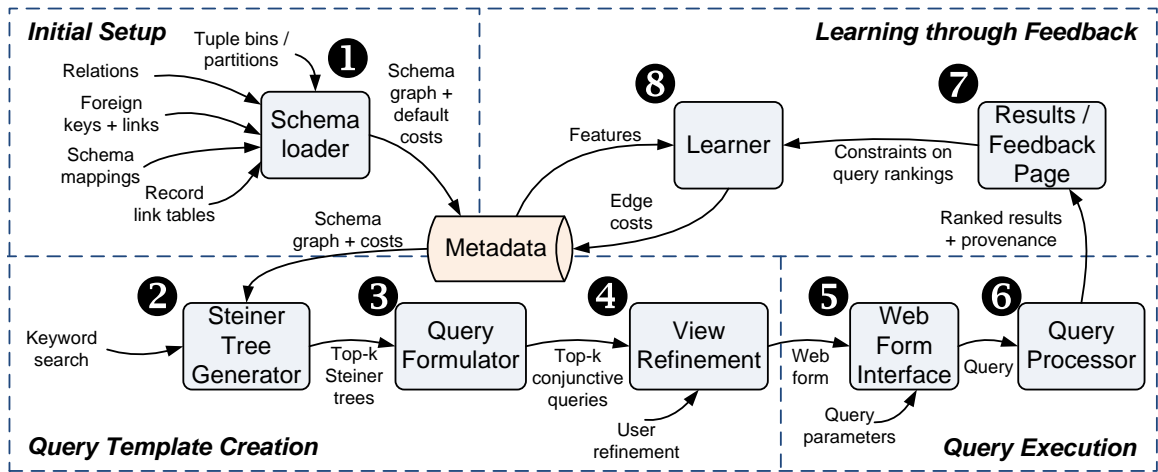 Initial Setup
Tuple bins /
partitions
❶
Relations
Foreign
keys + links
Schema
mappings
Record
link tables
Schema
loader
Schema
graph +
default
costs
Learning through Feedback
❽
Features
Learner
Edge
costs
Constraints on
query rankings
❼
Results /
Feedback
Page
Ranked results
+ provenance
Metadata
Schema
graph + costs
❷
Keyword
search
Steiner
Tree
Generator
Top-k
Steiner
trees
❸
Query
Formulator
Top-k
conjunctive
queries
❹
View
Refinement
User
refinement
Query Template Creation
Web
form
❺
Web
Form
Interface
Query
parameters
Query
❻
Query
Processor
Query Execution